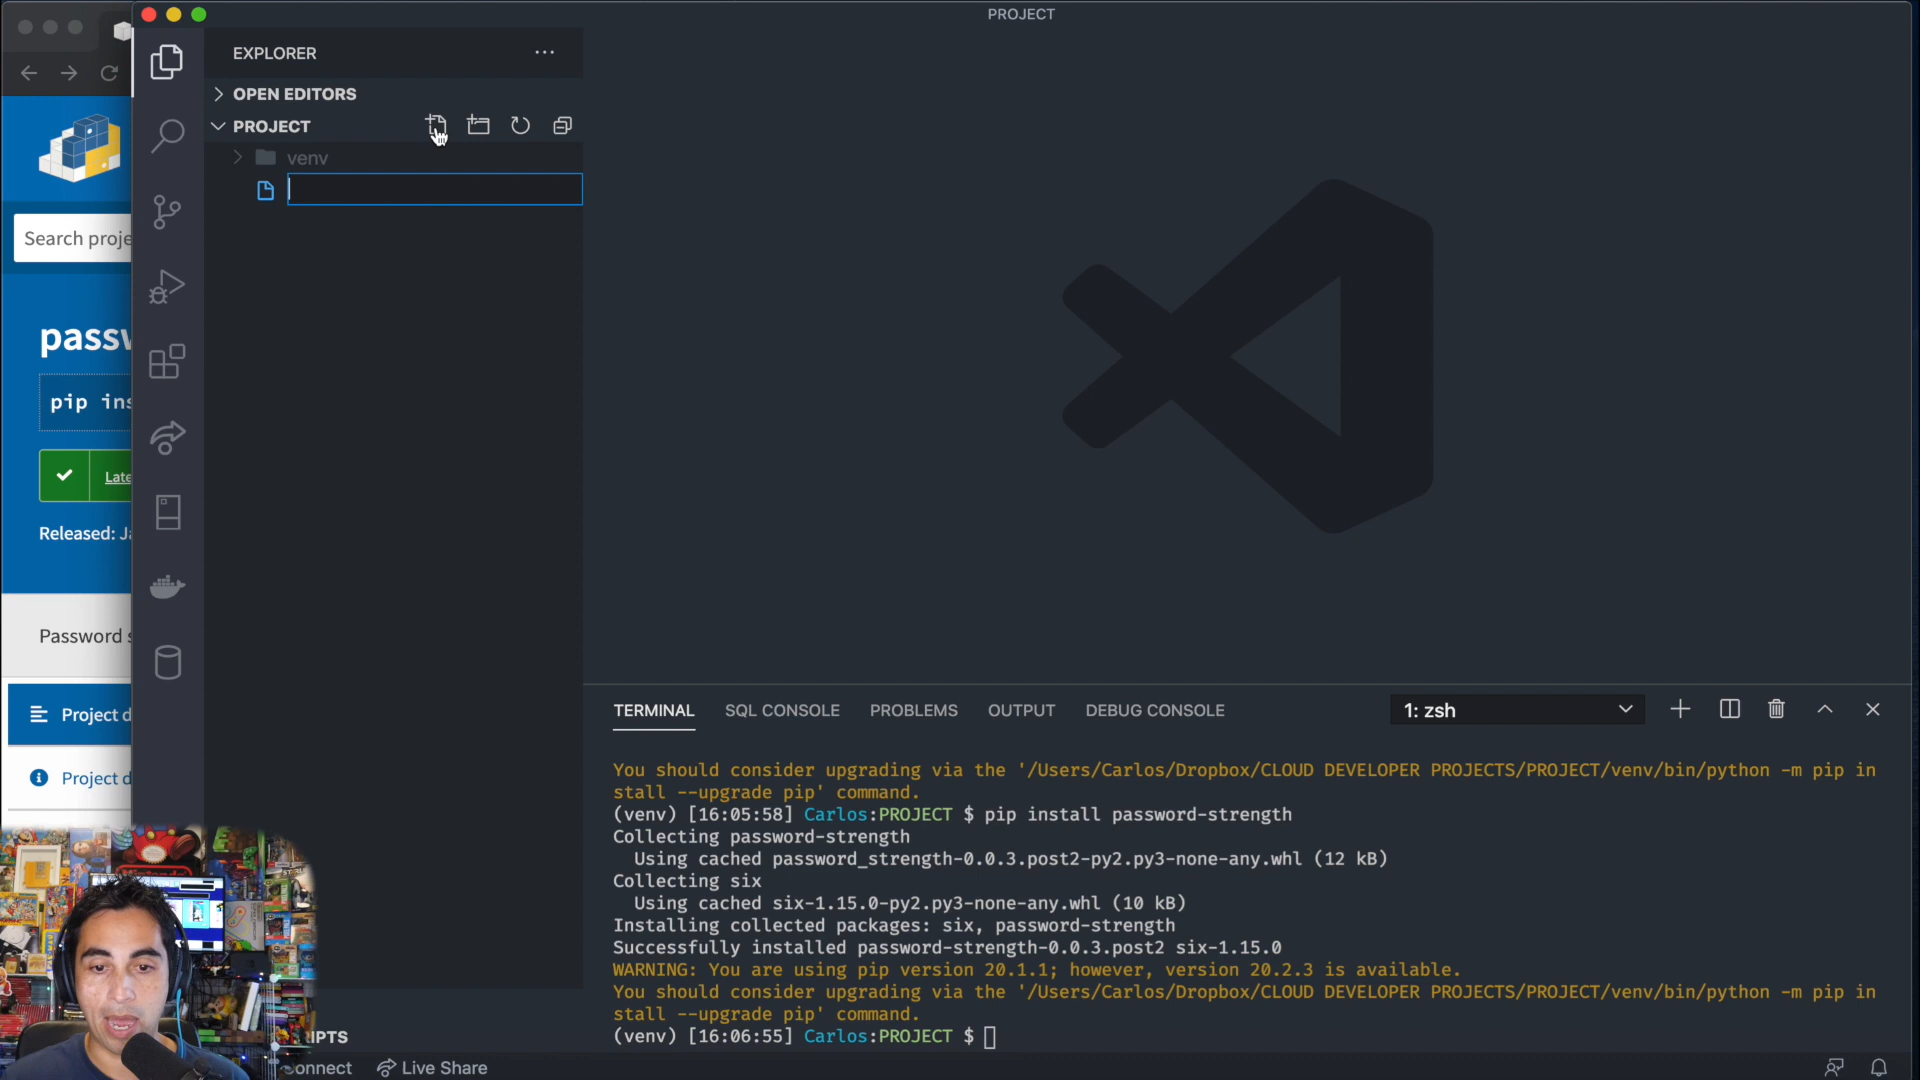 PROJECT
EXPLORER
OPEN EDITORS
PROJECT
venv
Search proje
passw
pip ins
Late
Released: Ja
Password s
Project d
Project d
TERMINAL
SQL CONSOLE
PROBLEMS
OUTPUT
DEBUG CONSOLE
1: zsh
You should consider upgrading via the '/Users/Carlos/Dropbox/CLOUD DEVELOPER PROJECTS/PROJECT/venv/bin/python -m pip in
stall --upgrade pip' command.
(venv) [16:05:58] Carlos:PROJECT $ pip install password-strength
Collecting password-strength
Using cached password_strength-0.0.3.post2-py2.py3-none-any.whl (12 kB)
Collecting six
Using cached six-1.15.0-py2.py3-none-any.whl (10 kB)
Installing collected packages: six, password-strength
Successfully installed password-strength-0.0.3.post2 six-1.15.0
WARNING: You are using pip version 20.1.1; however, version 20.2.3 is available.
You should consider upgrading via the '/Users/Carlos/Dropbox/CLOUD DEVELOPER PROJECTS/PROJECT/venv/bin/python -m pip in
stall --upgrade pip' command.
(venv) [16:06:55] Carlos:PROJECT $
IPTS
onnect
Live Share